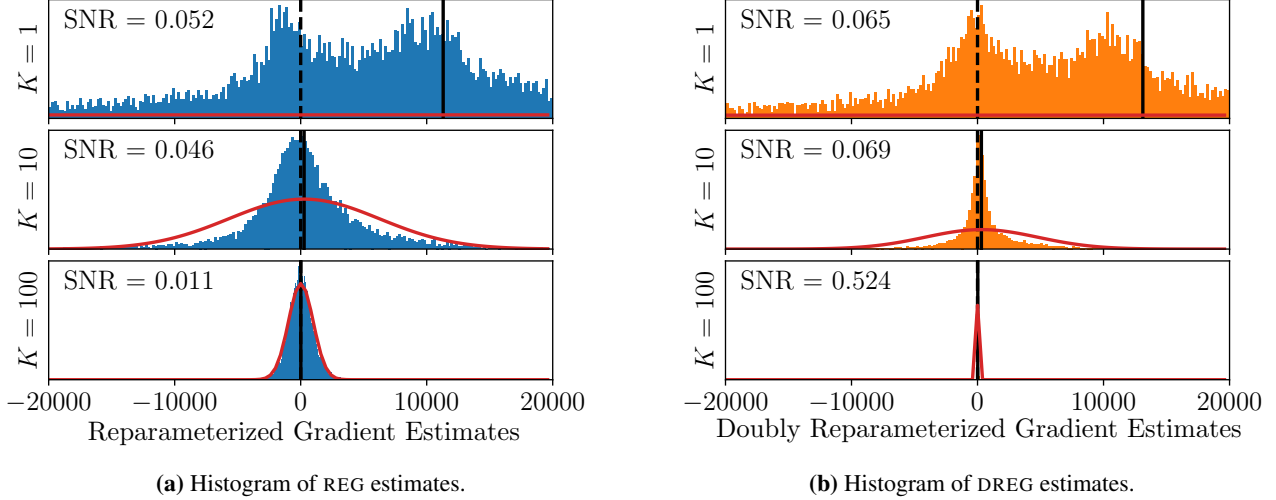 K = 1
SNR = 0.052
K = 10
SNR = 0.046
K = 100
SNR = 0.011
−20000 −10000 0 10000 20000
Reparameterized Gradient Estimates
(a) Histogram of REG estimates.
K = 1
SNR = 0.065
K = 10
SNR = 0.069
K = 100
SNR = 0.524
−20000 −10000 0 10000 20000
Doubly Reparameterized Gradient Estimates
(b) Histogram of DREG estimates.